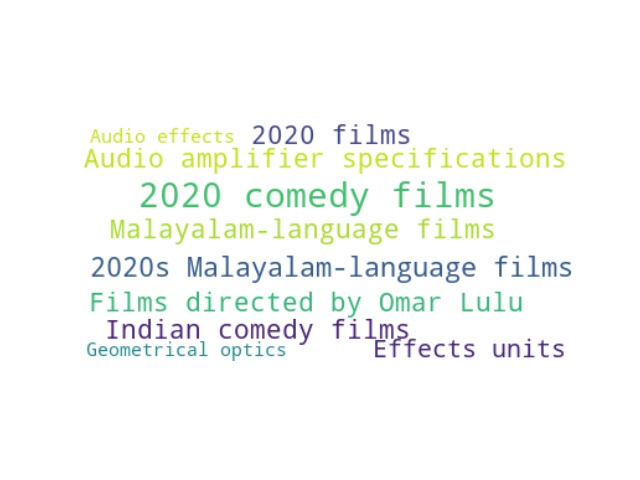 Audio effects 2020 films
Audio amplifier specifications
2020 comedy films
Malayalam-language films
2020s Malayalam-language films
Films directed by Omar Lulu
Indian comedy films
Geometrical optics Effects units